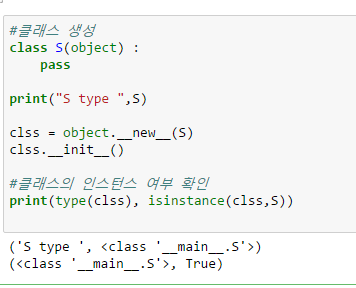 #클래스 생성
class S(object) :
    pass
print("S type ",S)
clss = object.__new__(S)
clss.__init__()
#클래스의 인스턴스 여부 확인
print(type(clss), isinstance(clss,S))
('S type ', <class '__main__.S'>)
(<class '__main__.S'>, True)